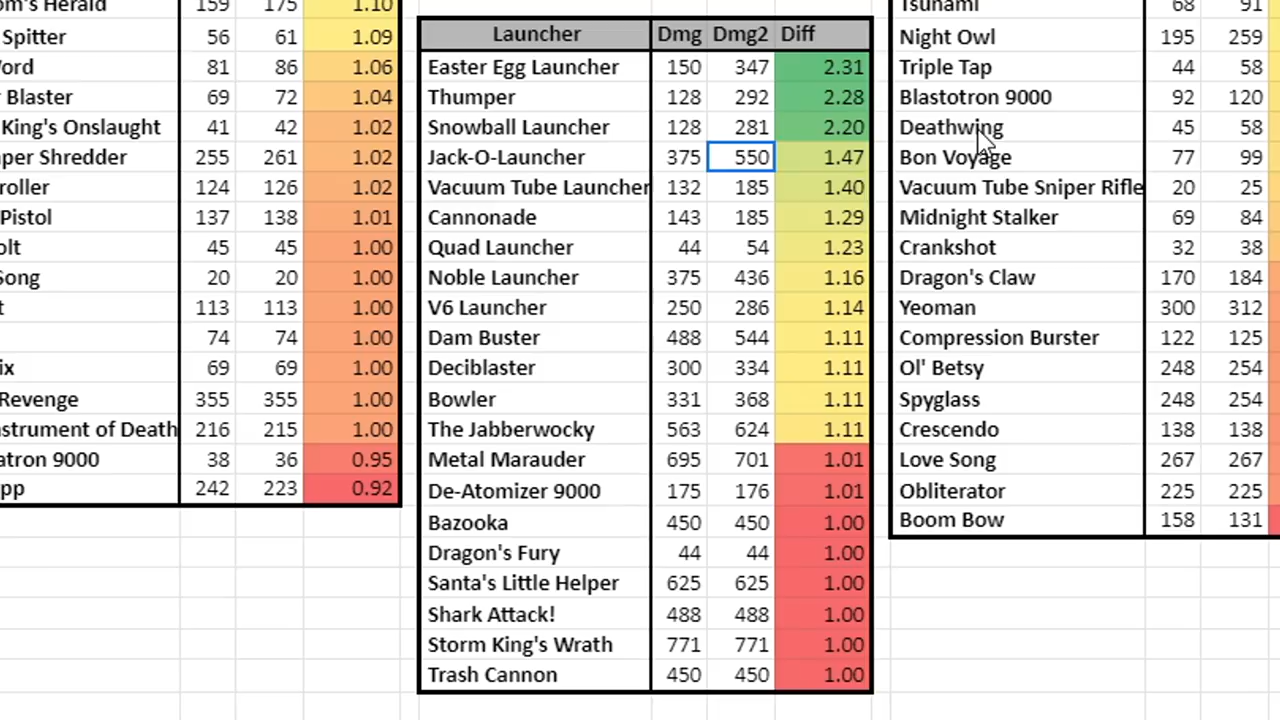 om's Herald 159 175 1.10
Spitter 56 61 1.09
ord 81 86 1.06
Blaster 69 72 1.04
King's Onslaught 41 42 1.02
per Shredder 255 261 1.02
roller 124 126 1.02
Pistol 137 138 1.01
olt 45 45 1.00
Song 20 20 1.00
t 113 113 1.00
74 74 1.00
ix 69 69 1.00
Revenge 355 355 1.00
nstrument of Death 216 215 1.00
atron 9000 38 36 0.95
pp 242 223 0.92
Launcher Dmg Dmg2 Diff
Easter Egg Launcher 150 347 2.31
Thumper 128 292 2.28
Snowball Launcher 128 281 2.20
Jack-O-Launcher 375 550 1.47
Vacuum Tube Launcher 132 185 1.40
Cannonade 143 185 1.29
Quad Launcher 44 54 1.23
Noble Launcher 375 436 1.16
V6 Launcher 250 286 1.14
Dam Buster 488 544 1.11
Deciblaster 300 334 1.11
Bowler 331 368 1.11
The Jabberwocky 563 624 1.11
Metal Marauder 695 701 1.01
De-Atomizer 9000 175 176 1.01
Bazooka 450 450 1.00
Dragon's Fury 44 44 1.00
Santa's Little Helper 625 625 1.00
Shark Attack! 488 488 1.00
Storm King's Wrath 771 771 1.00
Trash Cannon 450 450 1.00
Tsunami 68 91
Night Owl 195 259
Triple Tap 44 58
Blastotron 9000 92 120
Deathwing 45 58
Bon Voyage 77 99
Vacuum Tube Sniper Rifle 20 25
Midnight Stalker 69 84
Crankshot 32 38
Dragon's Claw 170 184
Yeoman 300 312
Compression Burster 122 125
Ol' Betsy 248 254
Spyglass 248 254
Crescendo 138 138
Love Song 267 267
Obliterator 225 225
Boom Bow 158 131